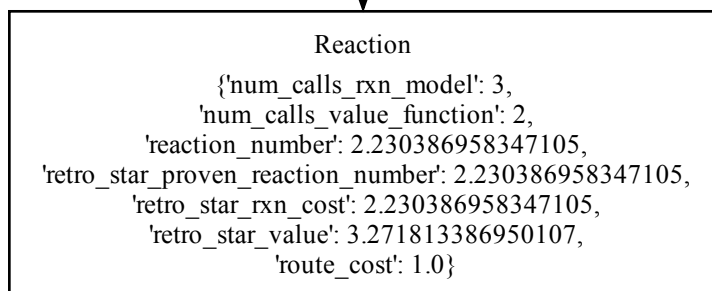 Reaction
{'num_calls_rxn_model': 3,
'num_calls_value_function': 2,
'reaction_number': 2.230386958347105,
'retro_star_proven_reaction_number': 2.230386958347105,
'retro_star_rxn_cost': 2.230386958347105,
'retro_star_value': 3.271813386950107,
'route_cost': 1.0}